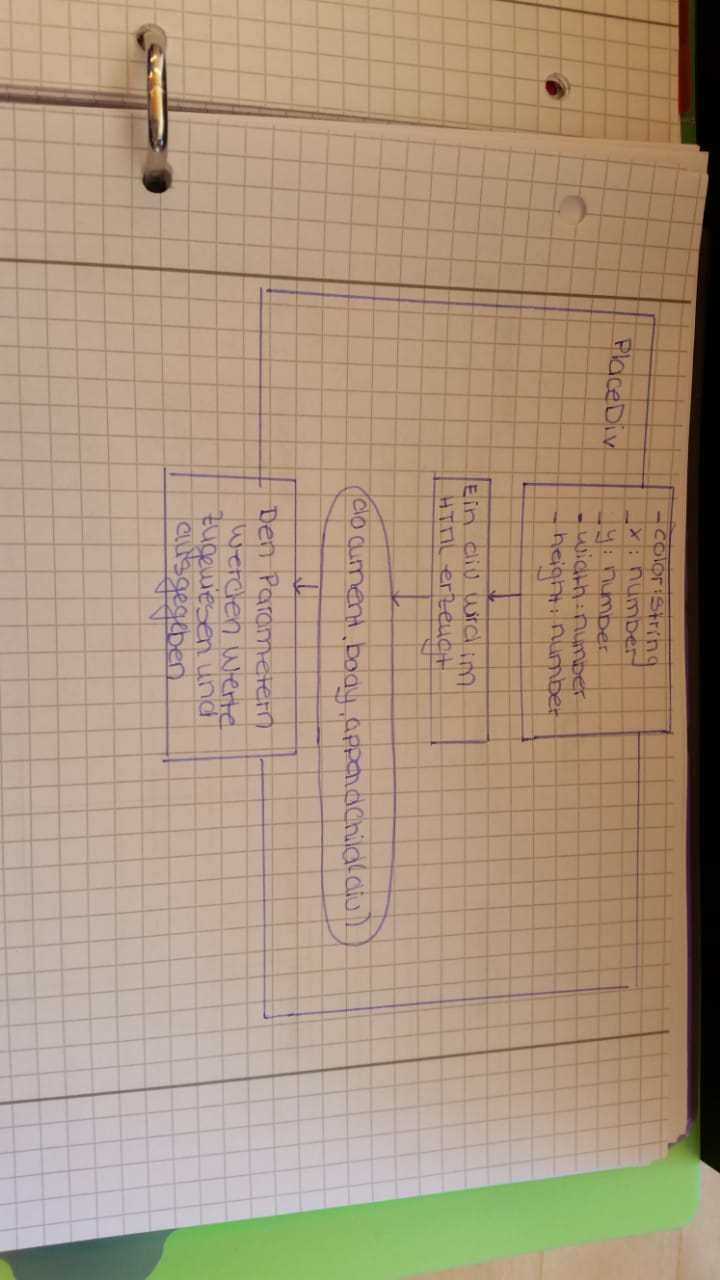 PlaceDiv
- color: string
- x: number
- y: number
- width: number
- height: number
Ein div wird im
HTML erzeugt
document.body.appendChild(div)
Den Parametern
werden Werte
zugewiesen und
ausgegeben